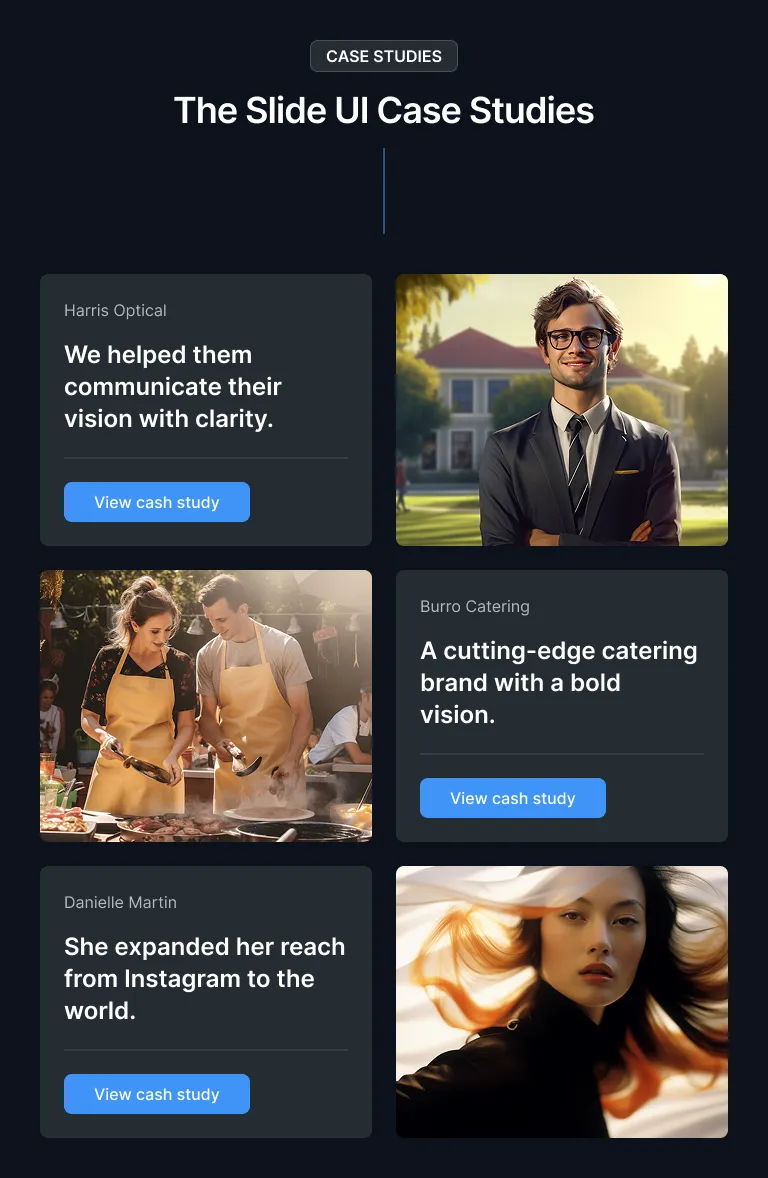 CASE STUDIES
The Slide UI Case Studies
Harris Optical
We helped them
communicate their
vision with clarity.
View cash study
Burro Catering
A cutting-edge catering
brand with a bold
vision.
View cash study
Danielle Martin
She expanded her reach
from Instagram to the
world.
View cash study